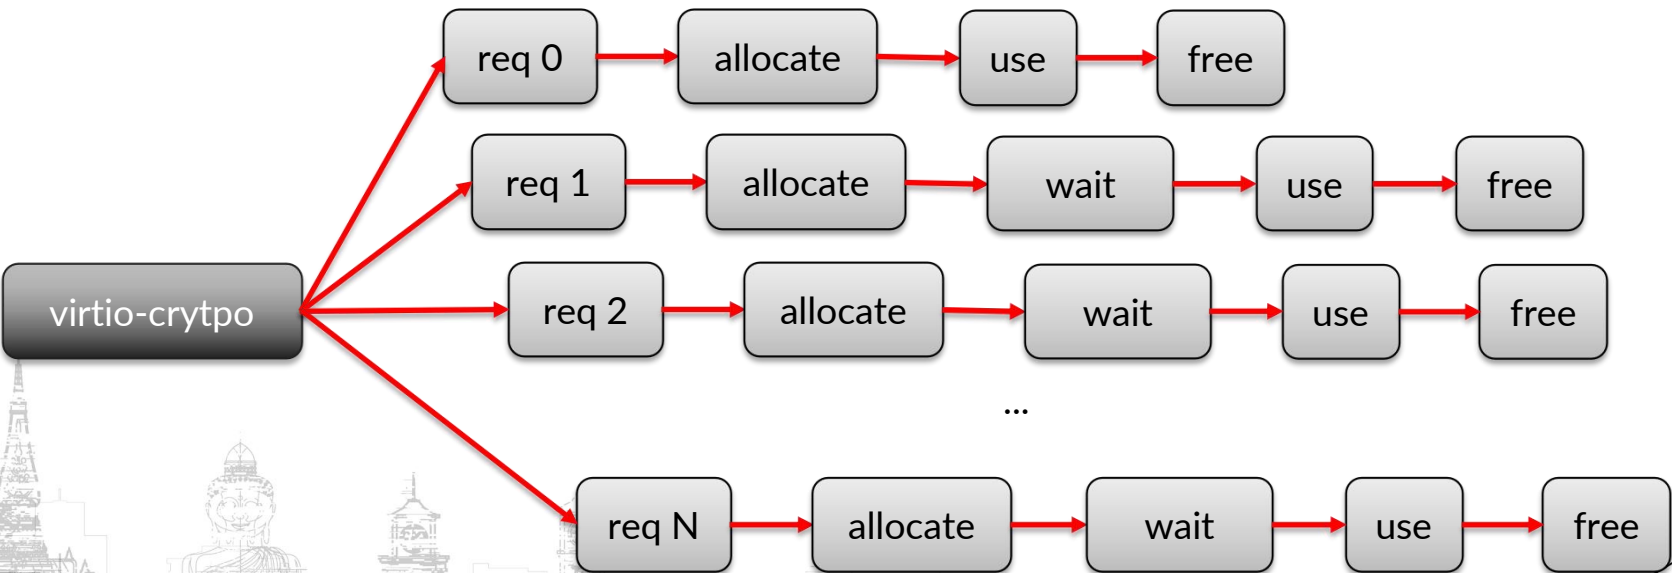 req 0 allocate use free
req 1 allocate wait use free
virtio-crytpo req 2 allocate wait use free
...
req N allocate wait use free